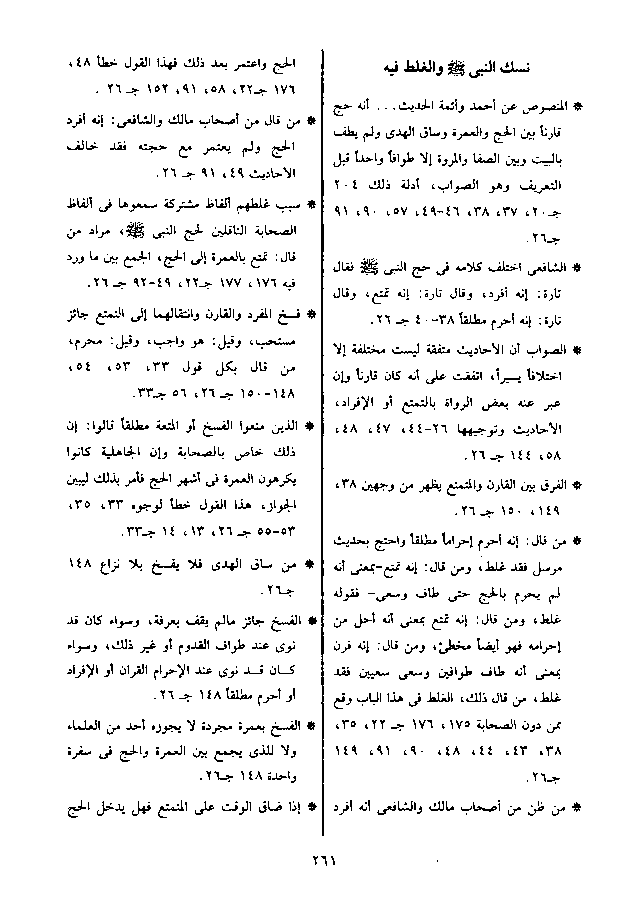 نسك النبى ﷺ والغلط فيه
* المنصوص عن أحمد وأئمة الحديث... أنه حج
قارناً بين الحج والعمرة وساق الهدى ولم يطف
بالبيت وبين الصفا والمروة إلا طوافاً واحداً قبل
التعريف وهو الصواب، أدلة ذلك ٢٠٤
جـ٢٠، ٣٧، ٣٨، ٤٦-٤٩، ٥٧، ٩٠، ٩١
جـ٢٦.
* الشافعى اختلف كلامه فى حج النبى ﷺ فقال
تارة: إنه أفرد، وقال تارة: إنه تمتع، وقال
تارة: إنه أحرم مطلقاً ٣٨-٤٠ جـ ٢٦.
* الصواب أن الأحاديث متفقة ليست مختلفة إلا
اختلافاً يسيراً، اتفقت على أنه كان قارناً وإن
عبر عنه بعض الرواة بالتمتع أو الإفراد،
الأحاديث وتوجيهها ٢٦-٤٤، ٤٧، ٤٨،
٥٨، ١٤٤ جـ٢٦.
* الفرق بين القارن والمتمتع يظهر من وجهين ٣٨،
١٤٩، ١٥٠ جـ ٢٦.
* من قال: إنه أحرم إحراماً مطلقاً واحتج بحديث
مرسل فقد غلط، ومن قال: إنه تمتع-بمعنى أنه
لم يحرم بالحج حتى طاف وسعى- فقوله
غلط، ومن قال: تمتع بمعنى أنه أحل من
إحرامه فهو أيضاً مخطئ، ومن قال: إنه قرن
بمعنى أنه طاف طوافين وسعى سعيين فقد
غلط، من قال ذلك، الغلط فى هذا الباب وقع
ممن دون الصحابة ١٧٥، ١٧٦ جـ ٢٢، ٣٥،
٣٨، ٤٣، ٤٤، ٤٨، ٩٠، ٩١، ١٤٩
جـ٢٦.
* من ظن من أصحاب مالك والشافعى أنه أفرد
الحج واعتمر بعد ذلك فهذا القول خطأ ٤٨،
١٧٦ جـ٢٢، ٥٨، ٩١، ١٥٢ جـ٢٦.
* من قال من أصحاب مالك والشافعى: إنه أفرد
الحج ولم يعتمر مع حجته فقد خالف
الأحاديث ٤٩، ٩١ جـ٢٦.
* سبب غلطهم ألفاظ مشتركة سمعوها فى ألفاظ
الصحابة الناقلين لحج النبى ﷺ، مراد من
قال: تمتع بالعمرة إلى الحج، الجمع بين ما ورد
فيه ١٧٦، ١٧٧ جـ٢٢، ٤٩-٩٢ جـ ٢٦.
* فسخ المفرد والقارن وانتقالهما إلى التمتع جائز
مستحب، وقيل: هو واجب، وقيل: محرم،
من قال بكل قول ٣٣، ٥٣، ٥٤،
١٤٨-١٥٠ جـ ٢٦، ٥٦ جـ٣٣.
* الذين منعوا الفسخ أو المتعة مطلقاً قالوا: إن
ذلك خاص بالصحابة وإن الجاهلية كانوا
يكرهون العمرة فى أشهر الحج فأمر بذلك ليبين
الجواز، هذا القول خطأ لوجوه ٣٣، ٣٥،
٥٣-٥٥ جـ٢٦، ١٣، ١٤ جـ٣٣.
* من ساق الهدى فلا يفسخ بلا نزاع ١٤٨
جـ٢٦.
* الفسخ جائز مالم يقف بعرفة، وسواء كان قد
نوى عند طواف القدوم أو غير ذلك، وسواء
كان قد نوى عند الإحرام القران أو الإفراد
أو أحرم مطلقاً ١٤٨ جـ٢٦.
* الفسخ بعمرة مجردة لا يجوزه أحد من العلماء
ولا للذى يجمع بين العمرة والحج فى سفرة
واحدة ١٤٨ جـ٢٦.
* إذا ضاق الوقت على المتمتع فهل يدخل الحج
٢٦١